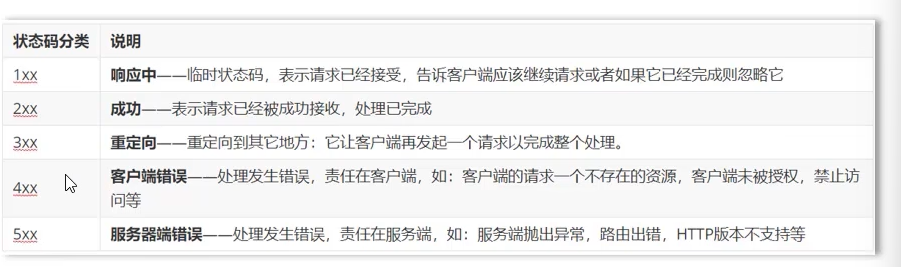 状态码分类 说明
1xx 响应中——临时状态码，表示请求已经接受，告诉客户端应该继续请求或者如果它已经完成则忽略它
2xx 成功——表示请求已经被成功接收，处理已完成
3xx 重定向——重定向到其它地方：它让客户端再发起一个请求以完成整个处理。
4xx 客户端错误——处理发生错误，责任在客户端，如：客户端的请求一个不存在的资源，客户端未被授权，禁止访
问等
5xx 服务器端错误——处理发生错误，责任在服务端，如：服务端抛出异常，路由出错，HTTP版本不支持等